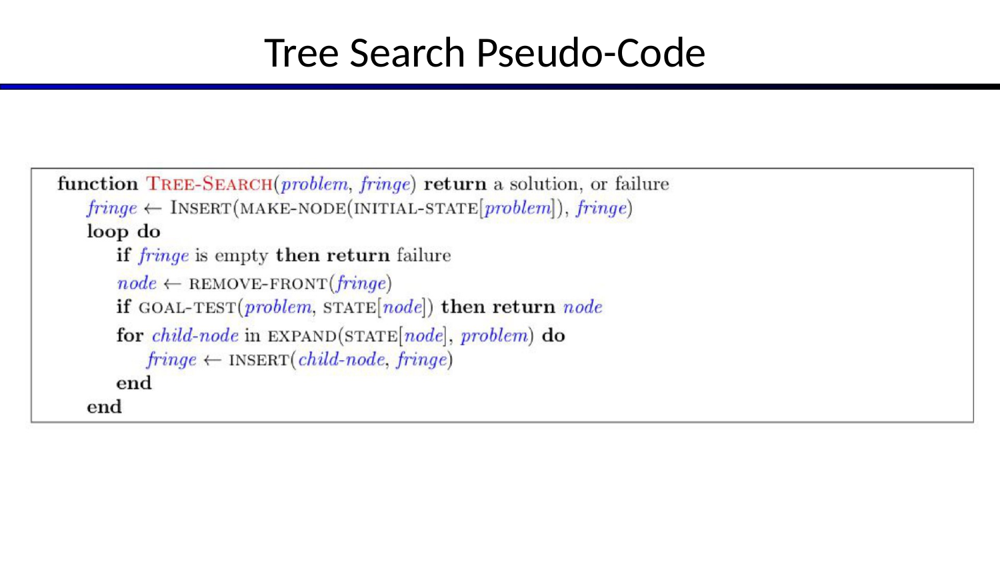 Tree Search Pseudo-Code
function TREE-SEARCH(problem, fringe) return a solution, or failure
fringe ← INSERT(MAKE-NODE(INITIAL-STATE[problem]), fringe)
loop do
if fringe is empty then return failure
node ← REMOVE-FRONT(fringe)
if GOAL-TEST(problem, STATE[node]) then return node
for child-node in EXPAND(STATE[node], problem) do
fringe ← INSERT(child-node, fringe)
end
end